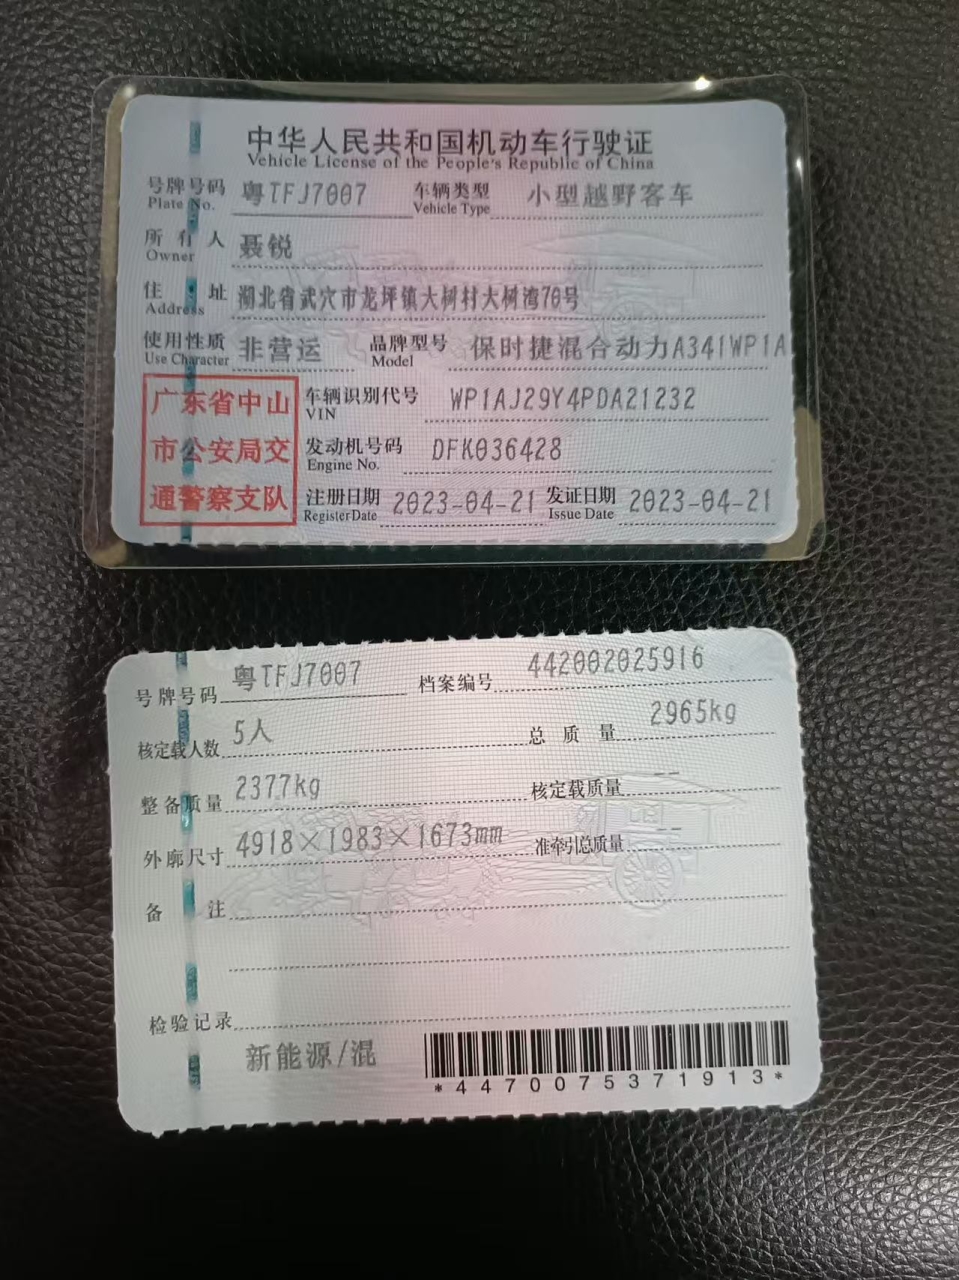 中华人民共和国机动车行驶证
Vehicle License of the People's Republic of China
号牌号码 粤TFJ7007 车辆类型 小型越野客车
Plate No. Vehicle Type
所有人 聂锐
Owner
住址 湖北省武穴市龙坪镇大树村大树湾70号
Address
使用性质 非营运 品牌型号 保时捷混合动力A341WP1A
Use Character Model
广东省中山
市公安局交
通警察支队
车辆识别代号 WP1AJ29Y4PDA21232
VIN
发动机号码 DFK036428
Engine No.
注册日期 2023-04-21 发证日期 2023-04-21
Register Date Issue Date
号牌号码 粤TFJ7007 档案编号 442002025916
核定载人数 5人 总质量 2965kg
整备质量 2377kg 核定载质量 --
外廓尺寸 4918×1983×1673mm 准牵引总质量 --
备注
检验记录
新能源/混
*4470075371913*